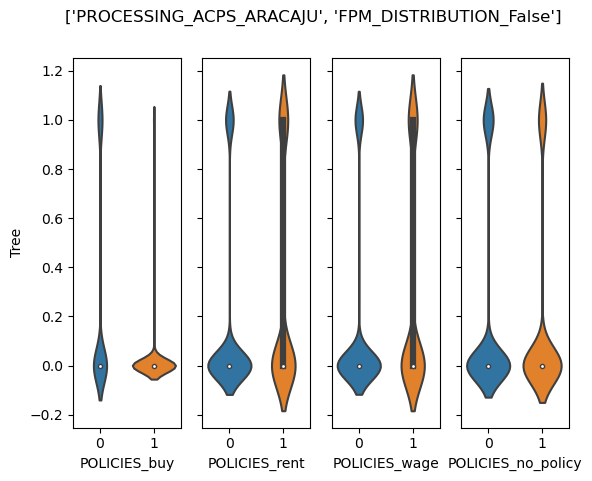 ['PROCESSING_ACPS_ARACAJU', 'FPM_DISTRIBUTION_False']
Tree
1.2
1.0
0.8
0.6
0.4
0.2
0.0
−0.2
0 1
POLICIES_buy
0 1
POLICIES_rent
0 1
POLICIES_wage
0 1
POLICIES_no_policy